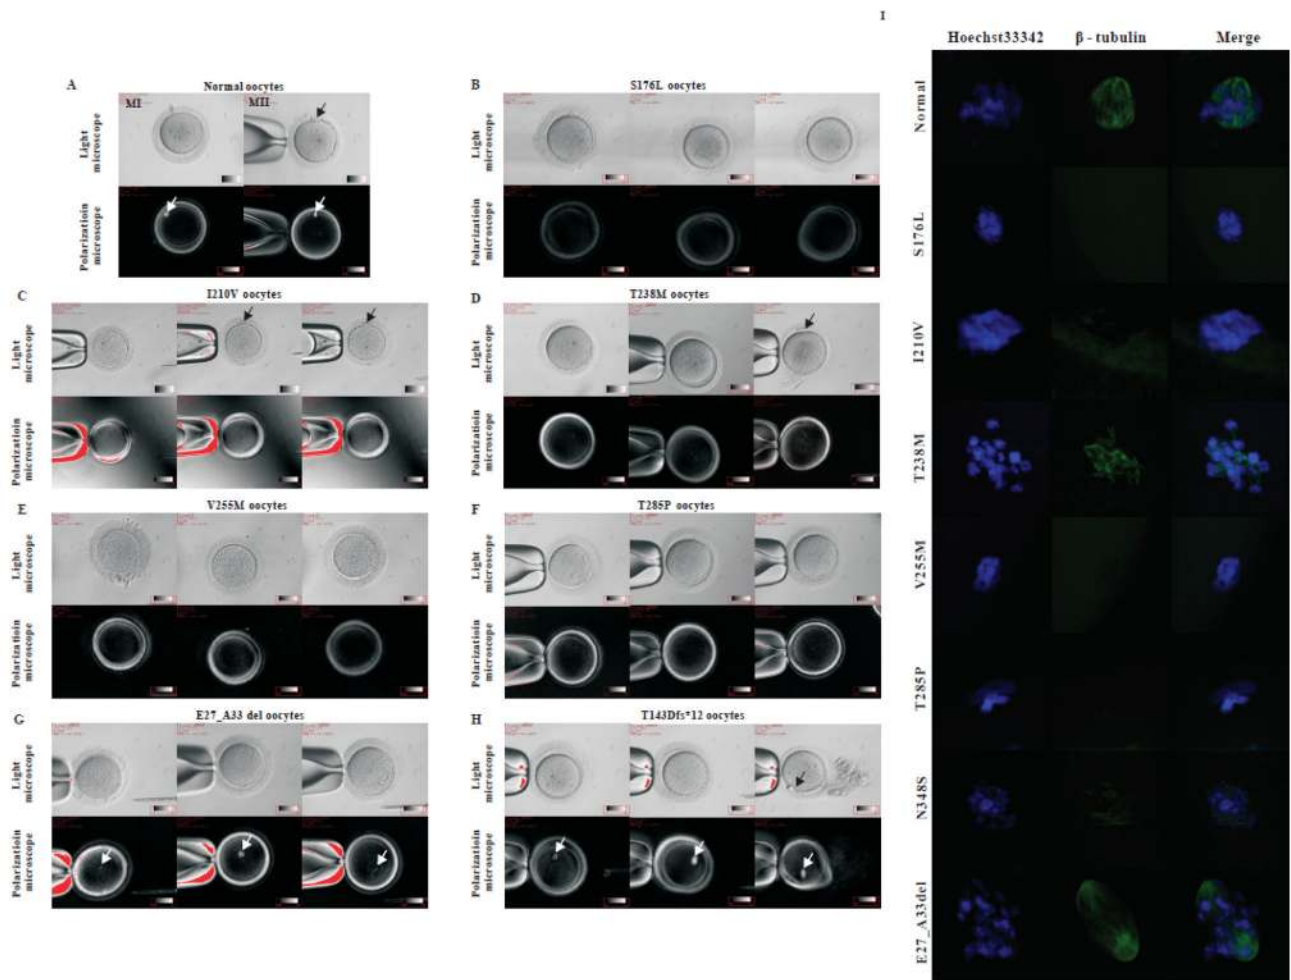 I
Hoechst33342 β - tubulin Merge
A
Normal oocytes
MI
MII
Light microscope
Polarizatioin microscope
B
S176L oocytes
Light microscope
Polarizatioin microscope
C
I210V oocytes
Light microscope
Polarizatioin microscope
D
T238M oocytes
Light microscope
Polarizatioin microscope
E
V255M oocytes
Light microscope
Polarizatioin microscope
F
T285P oocytes
Light microscope
Polarizatioin microscope
G
E27_A33 del oocytes
Light microscope
Polarizatioin microscope
H
T143Dfs*12 oocytes
Light microscope
Polarizatioin microscope
Normal
S176L
I210V
T238M
V255M
T285P
N348S
E27_A33del